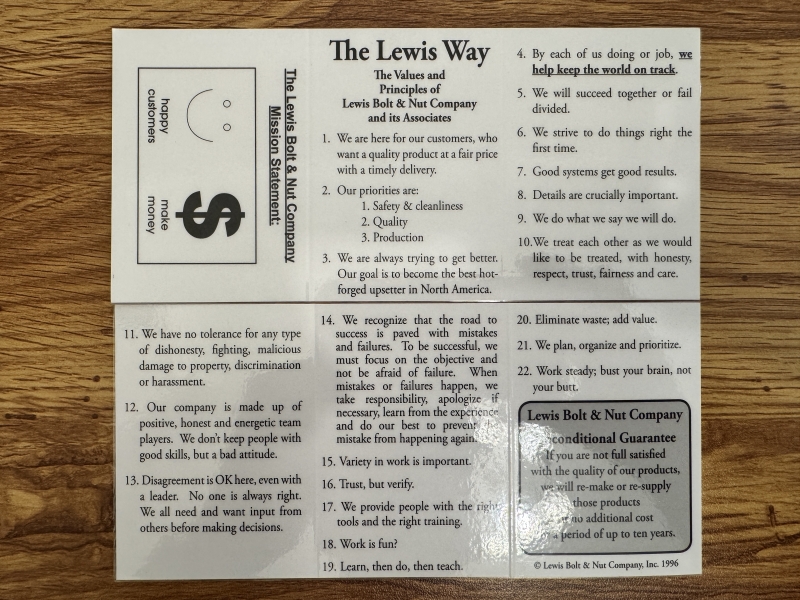 The Lewis Bolt & Nut Company
Mission Statement:
happy
customers
$
make
money
The Lewis Way
The Values and
Principles of
Lewis Bolt & Nut Company
and its Associates
1. We are here for our customers, who
want a quality product at a fair price
with a timely delivery.
2. Our priorities are:
1. Safety & cleanliness
2. Quality
3. Production
3. We are always trying to get better.
Our goal is to become the best hot-
forged upsetter in North America.
4. By each of us doing or job, we
help keep the world on track.
5. We will succeed together or fail
divided.
6. We strive to do things right the
first time.
7. Good systems get good results.
8. Details are crucially important.
9. We do what we say we will do.
10.We treat each other as we would
like to be treated, with honesty,
respect, trust, fairness and care.
11. We have no tolerance for any type
of dishonesty, fighting, malicious
damage to property, discrimination
or harassment.
12. Our company is made up of
positive, honest and energetic team
players. We don't keep people with
good skills, but a bad attitude.
13. Disagreement is OK here, even with
a leader. No one is always right.
We all need and want input from
others before making decisions.
14. We recognize that the road to
success is paved with mistakes
and failures. To be successful, we
must focus on the objective and
not be afraid of failure. When
mistakes or failures happen, we
take responsibility, apologize if
necessary, learn from the experience
and do our best to prevent
mistake from happening again.
15. Variety in work is important.
16. Trust, but verify.
17. We provide people with the right
tools and the right training.
18. Work is fun?
19. Learn, then do, then teach.
20. Eliminate waste; add value.
21. We plan, organize and prioritize.
22. Work steady; bust your brain, not
your butt.
Lewis Bolt & Nut Company
Guarantee
If you are not full satisfied
with the quality of our products,
we will re-make or re-supply
those products
no additional cost
a period of up to ten years.
© Lewis Bolt & Nut Company, Inc. 1996